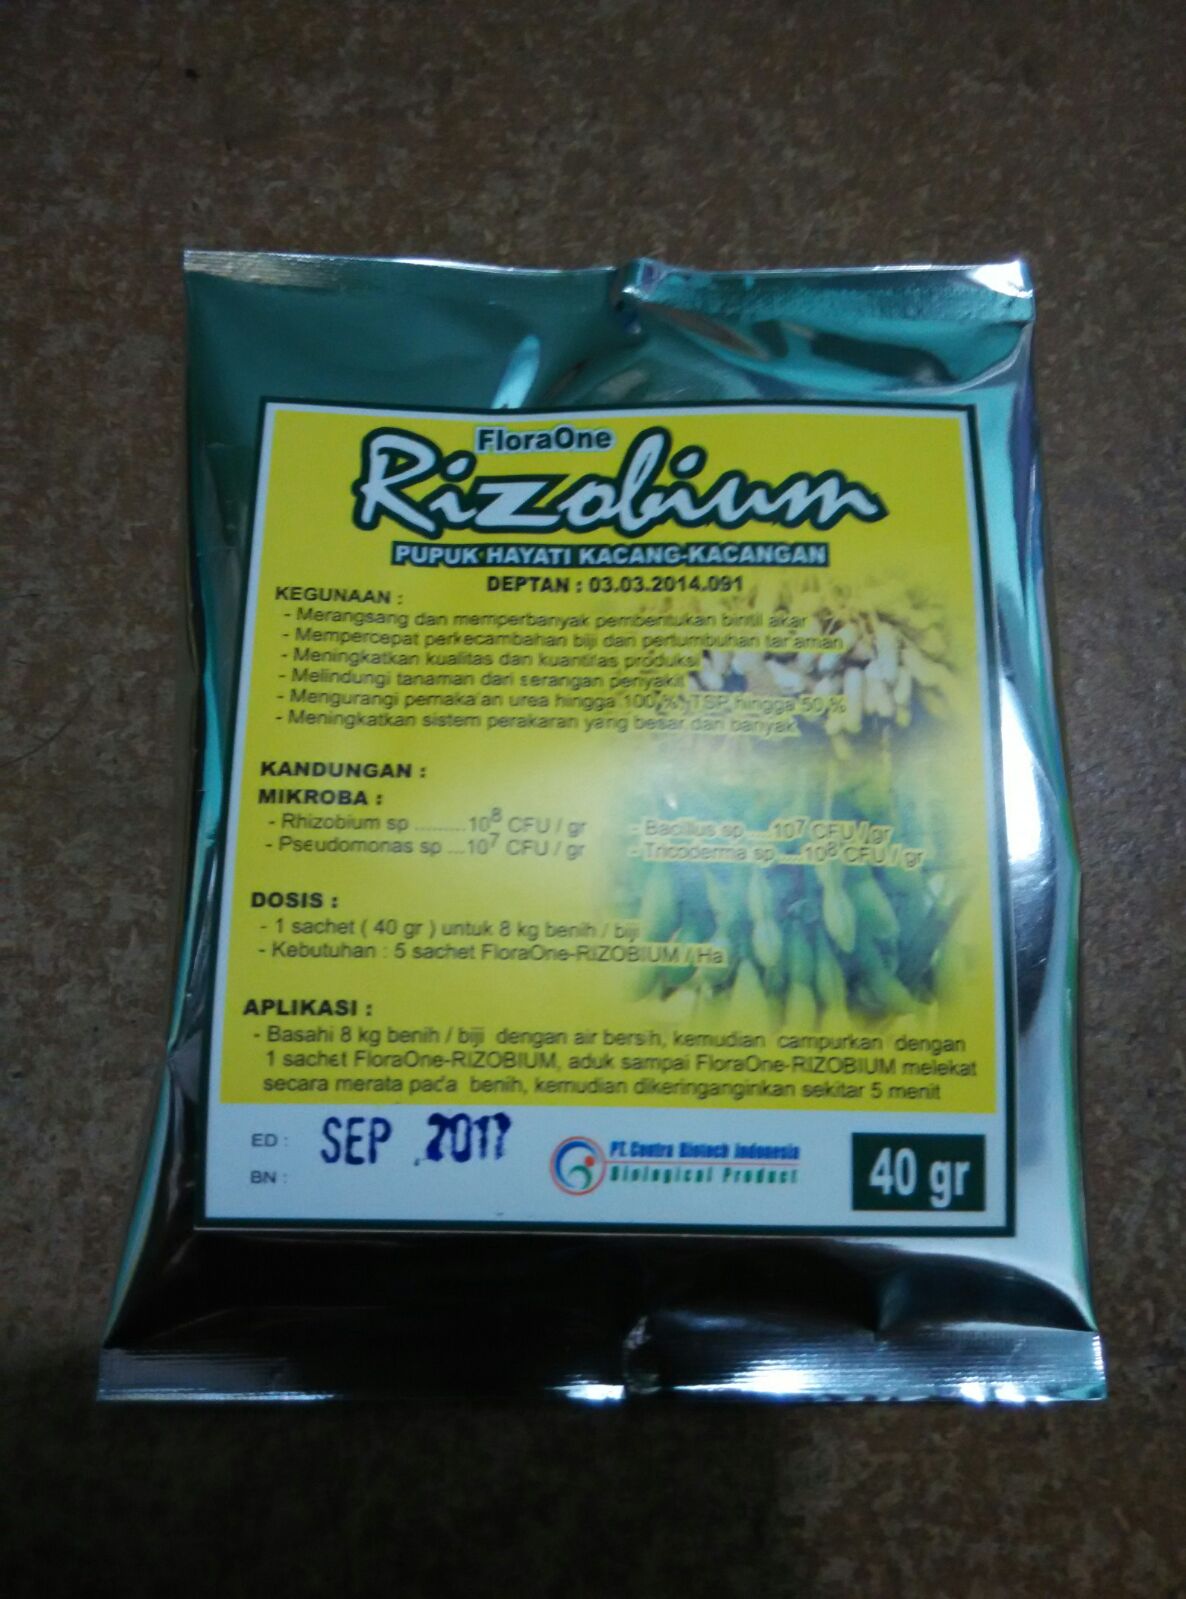 FloraOne
Rizobium
PUPUK HAYATI KACANG-KACANGAN
DEPTAN : 03.03.2014.091
KEGUNAAN :
- Merangsang dan memperbanyak pembentukan bintil akar
- Mempercepat perkecambahan biji dan pertumbuhan tanaman
- Meningkatkan kualitas dan kuantitas produksi
- Melindungi tanaman dari serangan penyakit
- Mengurangi pemakaian urea hingga 100 %, TSP hingga 50 %
- Meningkatkan sistem perakaran yang besar dan banyak
KANDUNGAN :
MIKROBA :
- Rhizobium sp .........10⁸ CFU / gr - Bacillus sp ....10⁷ CFU / gr
- Pseudomonas sp ...10⁷ CFU / gr - Tricoderma sp ....10⁸ CFU / gr
DOSIS :
- 1 sachet ( 40 gr ) untuk 8 kg benih / biji
- Kebutuhan : 5 sachet FloraOne-RIZOBIUM / Ha
APLIKASI :
- Basahi 8 kg benih / biji dengan air bersih, kemudian campurkan dengan
1 sachet FloraOne-RIZOBIUM, aduk sampai FloraOne-RIZOBIUM melekat
secara merata pada benih, kemudian dikeringanginkan sekitar 5 menit
ED : SEP 2017
BN :
PT. Centra Biotech Indonesia
Biological Product
40 gr